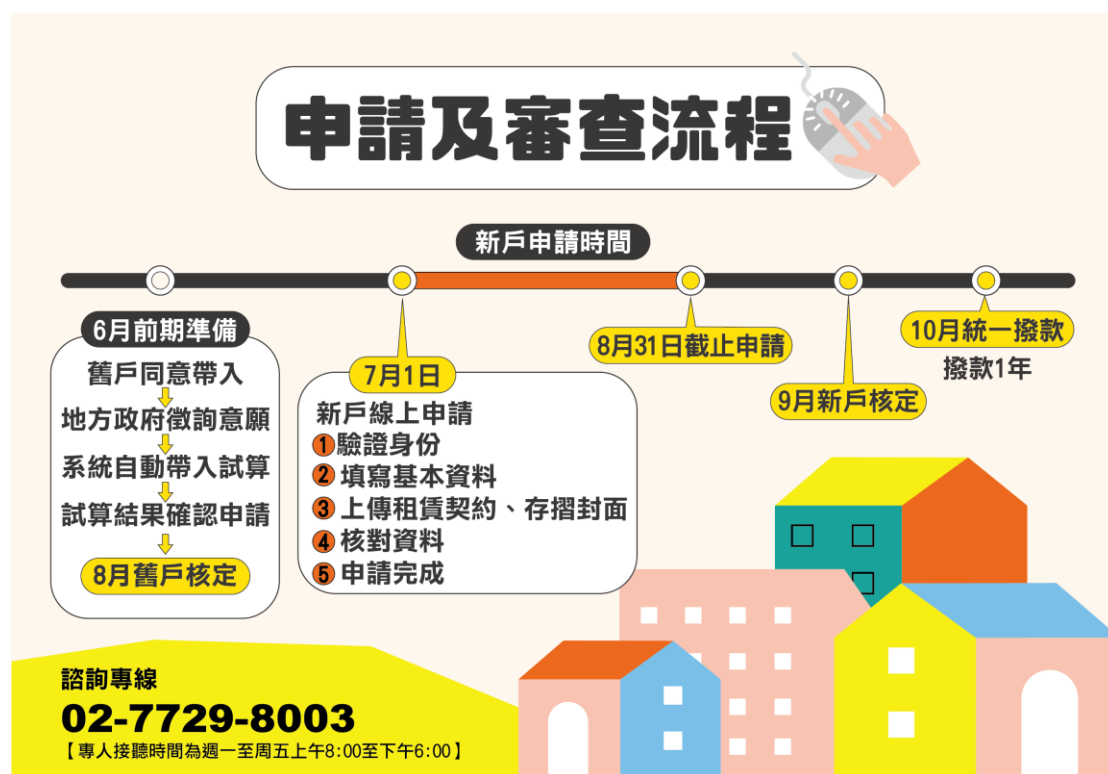 申請及審查流程
新戶申請時間
6月前期準備
舊戶同意帶入
地方政府徵詢意願
系統自動帶入試算
試算結果確認申請
8月舊戶核定
7月1日
新戶線上申請
1 驗證身份
2 填寫基本資料
3 上傳租賃契約、存摺封面
4 核對資料
5 申請完成
8月31日截止申請
9月新戶核定
10月統一撥款
撥款1年
諮詢專線
02-7729-8003
【專人接聽時間為週一至周五上午8:00至下午6:00】